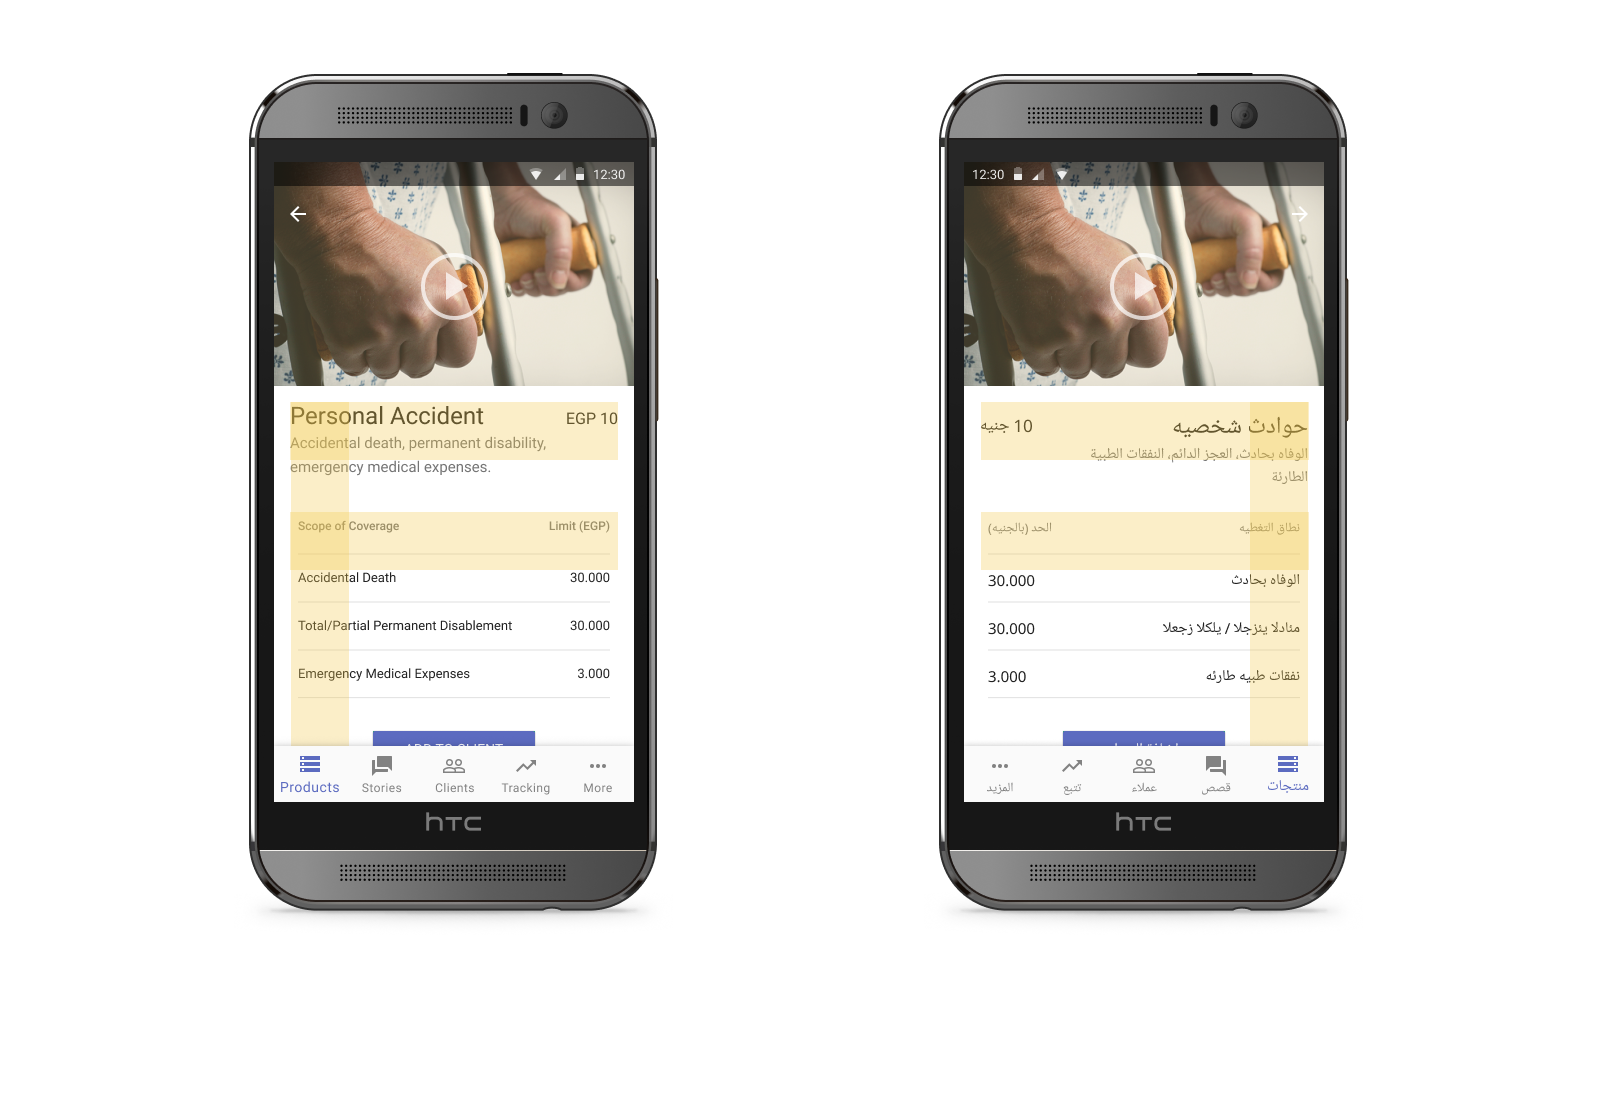 12:30
Personal Accident
EGP 10
Accidental death, permanent disability,
emergency medical expenses.
Scope of Coverage
Limit (EGP)
Accidental Death
30.000
Total/Partial Permanent Disablement
30.000
Emergency Medical Expenses
3.000
ADD TO CLIENT
Products
Stories
Clients
Tracking
More
hTC
12:30
حوادث شخصيه
10 جنيه
الوفاه بحادث، العجز الدائم، النفقات الطبية
الطارئة
نطاق التغطيه
الحد (بالجنيه)
الوفاه بحادث
30.000
مئادلا يئزجلا / يلكلا زجعلا
30.000
نفقات طبيه طارئه
3.000
منتجات
قصص
عملاء
تتبع
المزيد
hTC